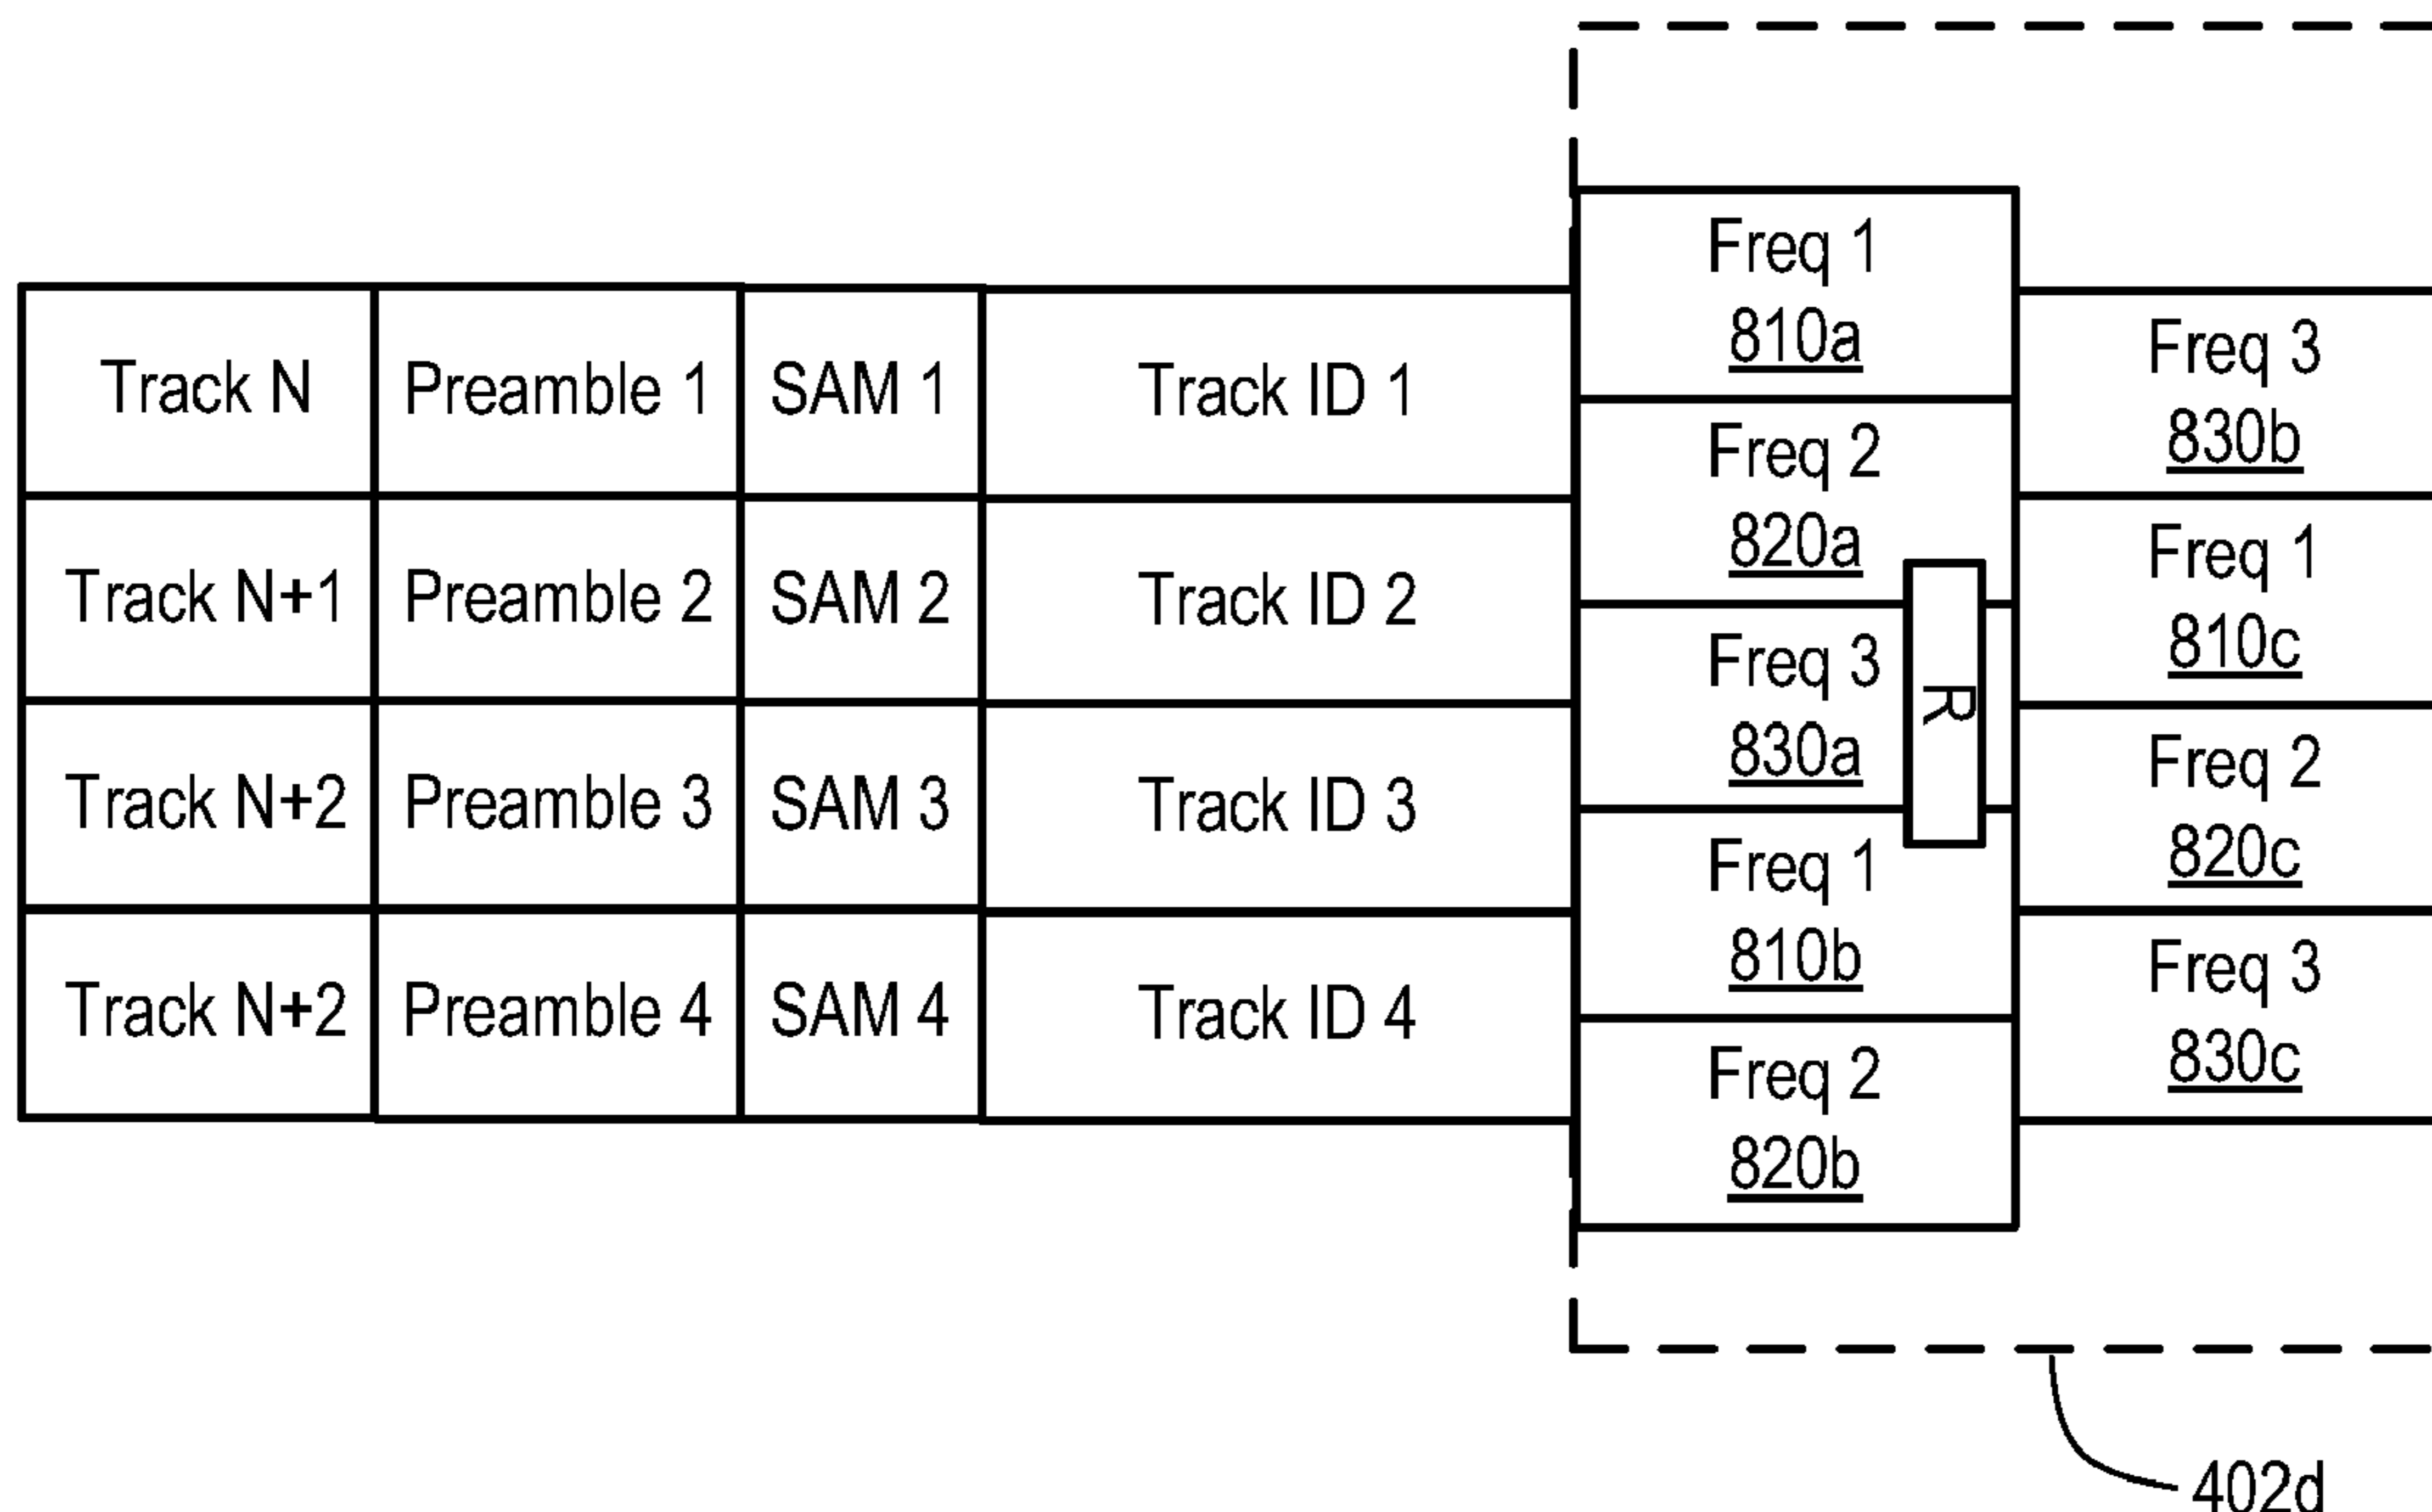 Track N
Preamble 1
SAM 1
Track ID 1
Track N+1
Preamble 2
SAM 2
Track ID 2
Track N+2
Preamble 3
SAM 3
Track ID 3
Track N+2
Preamble 4
SAM 4
Track ID 4
Freq 1
810a
Freq 2
820a
Freq 3
830a
Freq 1
810b
Freq 2
820b
R
Freq 3
830b
Freq 1
810c
Freq 2
820c
Freq 3
830c
402d